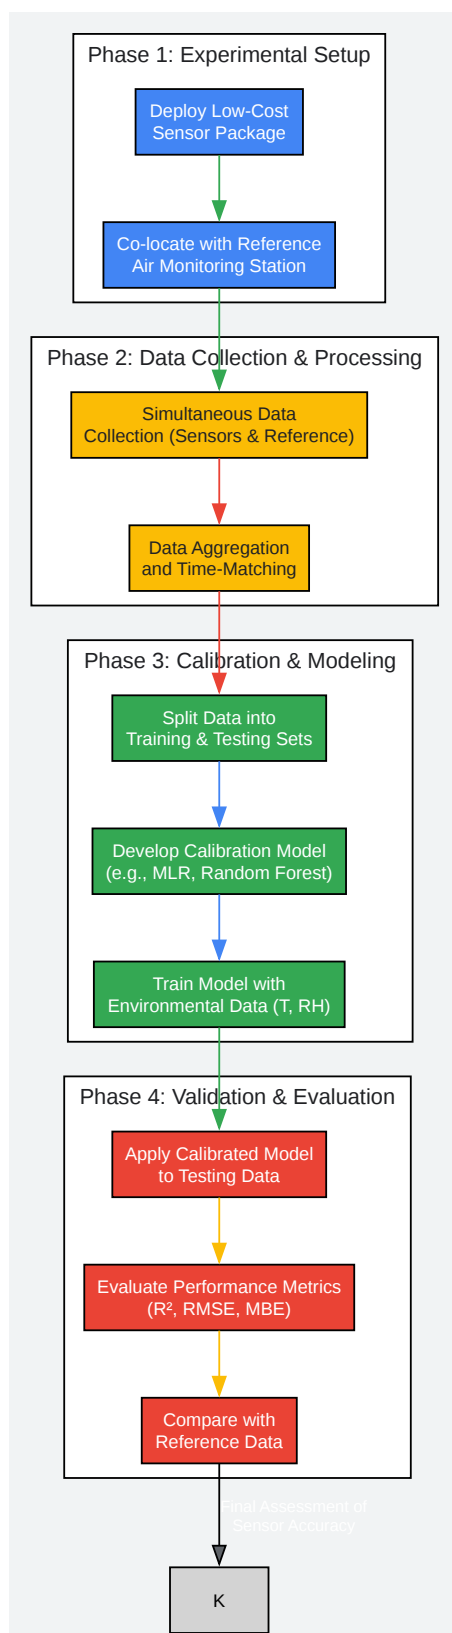 Phase 1: Experimental Setup
Deploy Low-Cost
Sensor Package
Co-locate with Reference
Air Monitoring Station
Phase 2: Data Collection & Processing
Simultaneous Data
Collection (Sensors & Reference)
Data Aggregation
and Time-Matching
Phase 3: Calibration & Modeling
Split Data into
Training & Testing Sets
Develop Calibration Model
(e.g., MLR, Random Forest)
Train Model with
Environmental Data (T, RH)
Phase 4: Validation & Evaluation
Apply Calibrated Model
to Testing Data
Evaluate Performance Metrics
(R², RMSE, MBE)
Compare with
Reference Data
Final Assessment of
Sensor Accuracy
K